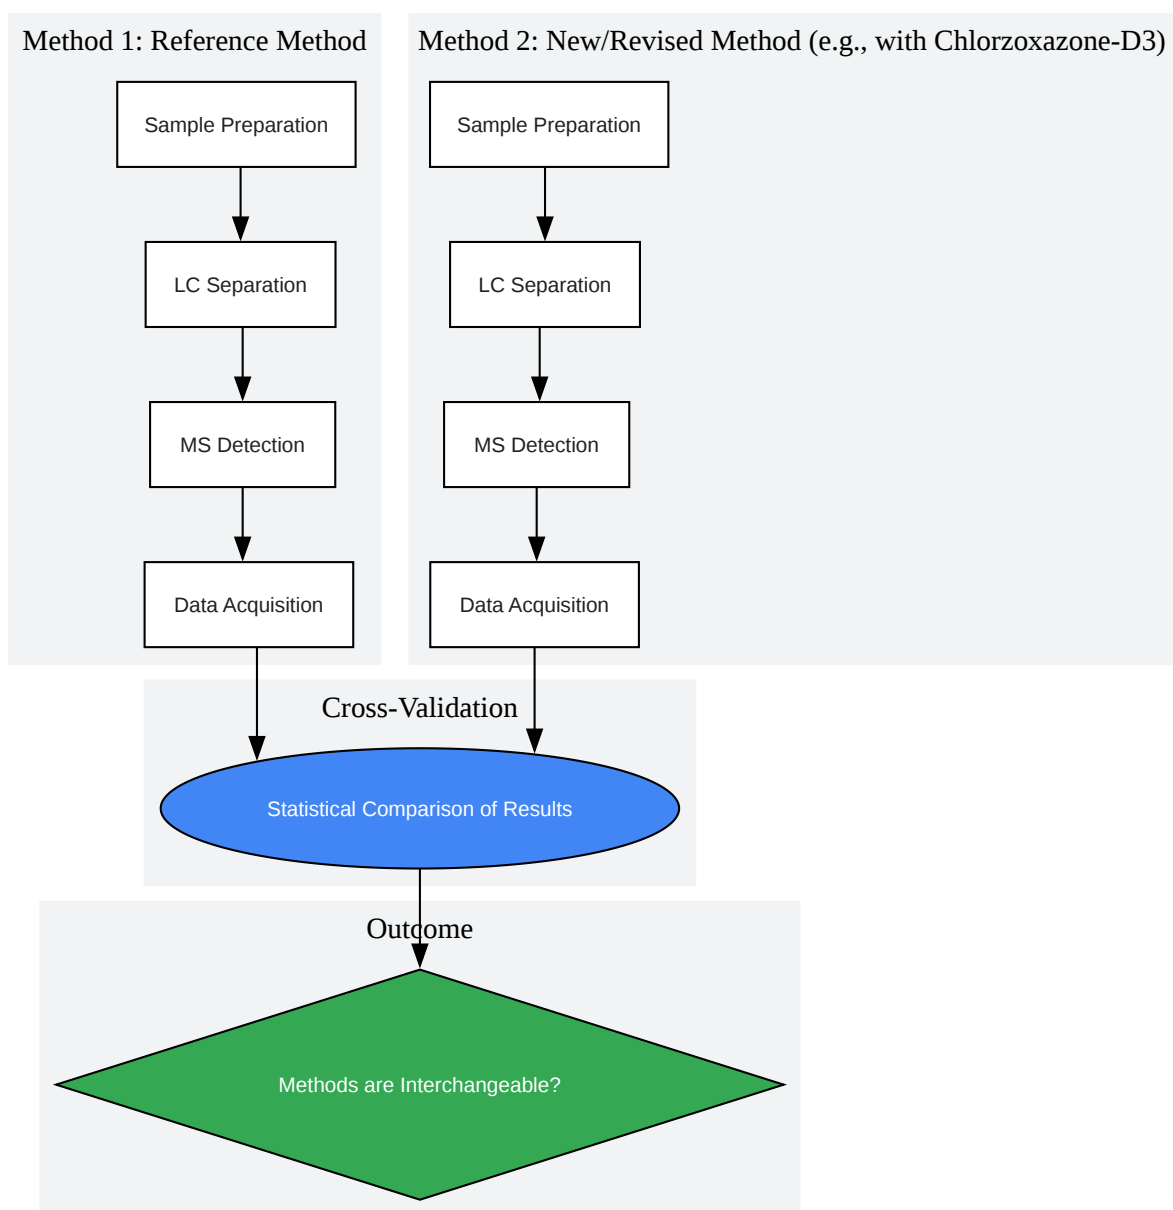 Method 1: Reference Method
Sample Preparation
LC Separation
MS Detection
Data Acquisition
Method 2: New/Revised Method (e.g., with Chlorzoxazone-D3)
Sample Preparation
LC Separation
MS Detection
Data Acquisition
Cross-Validation
Statistical Comparison of Results
Outcome
Methods are Interchangeable?